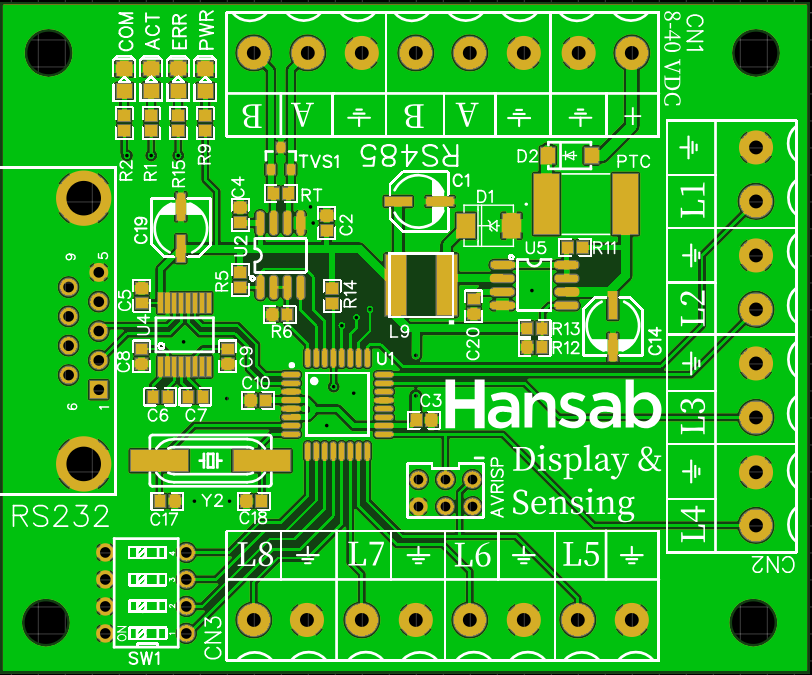 COM
ACT
ERR
PWR
CN1
8-40 VDC
B A B A +
RS485
R2
R1
R15
R9
TVS1
D2
PTC
RT
C4
C2
C1
D1
L1
C19
U2
U5
R11
9
5
R5
R14
L2
C5
U4
R6
L9
C20
R13
R12
C14
C8
C9
U1
C10
C6
C7
C3
Hansab
L3
6
1
Display &
Sensing
AVRISP
Y2
C17
C18
RS232
L4
CN2
L8 L7 L6 L5
4
3
2
1
ON
SW1
CN3